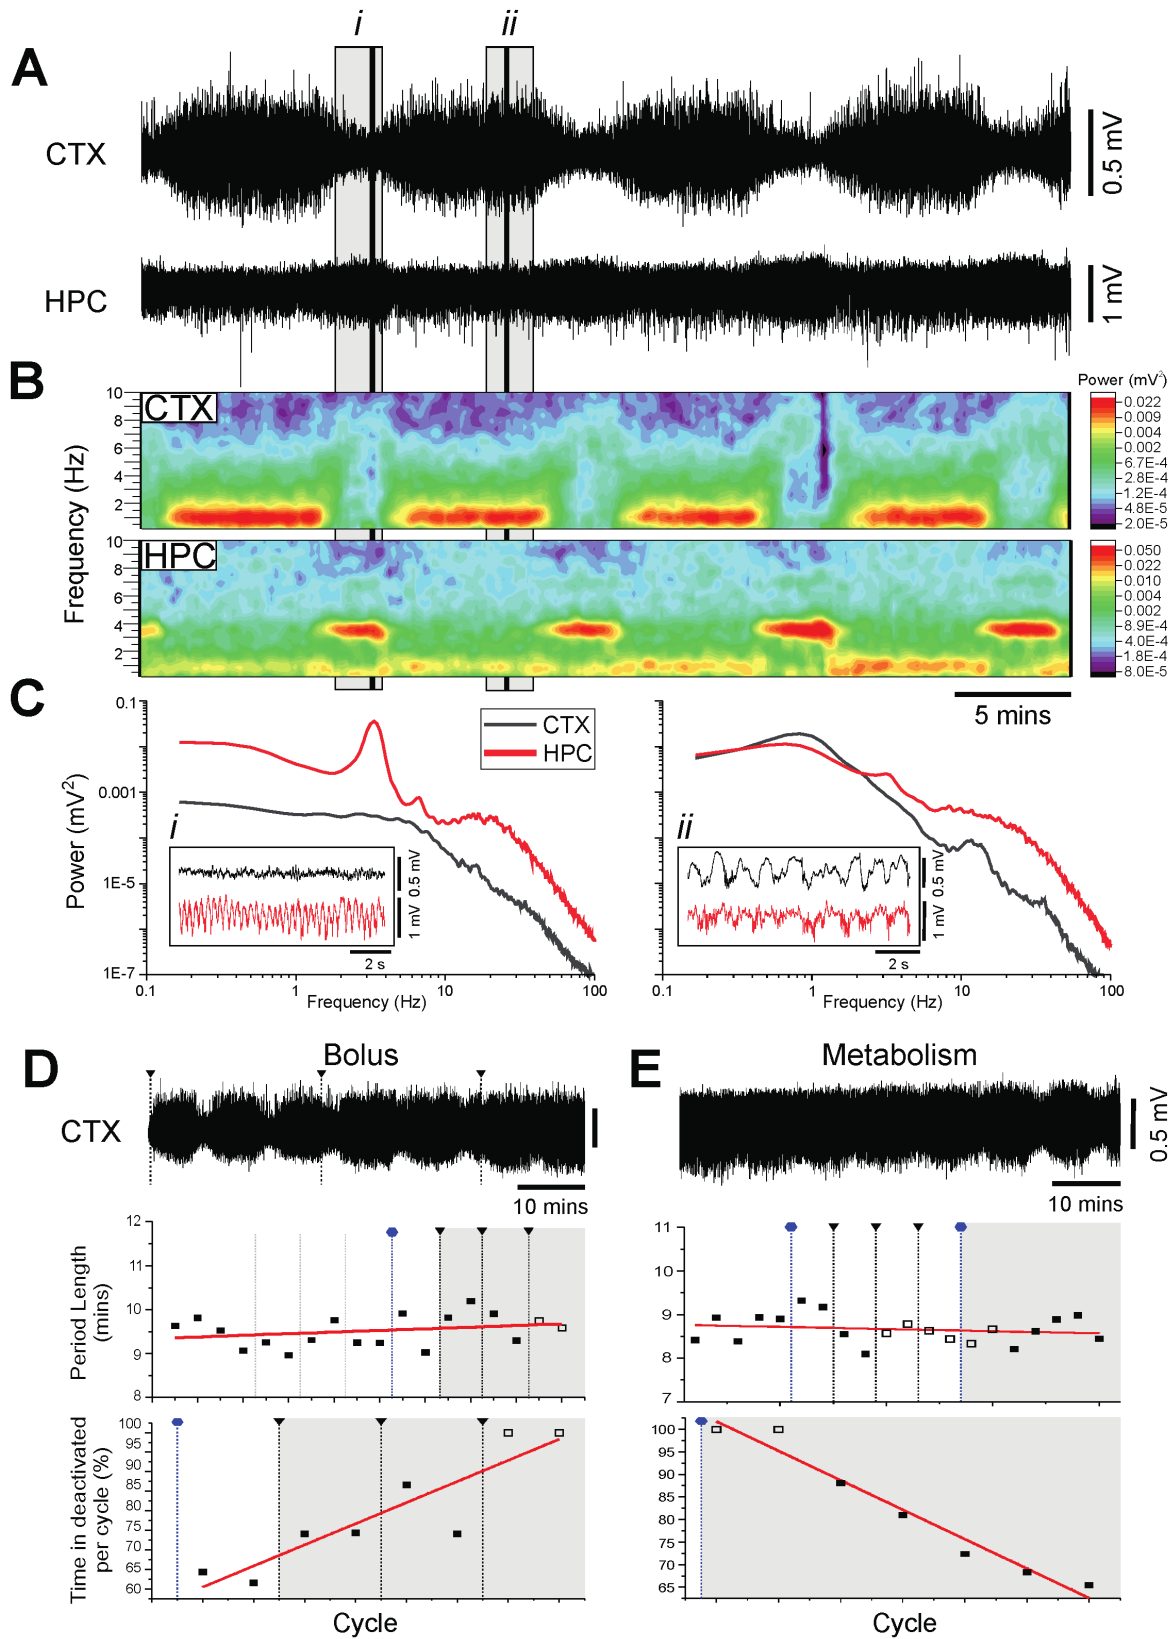 i ii
A
CTX
0.5 mV
HPC
1 mV
B
Power (mV²)
CTX
10
8
6
4
2
0.022
0.009
0.004
0.002
6.7E-4
2.8E-4
1.2E-4
4.8E-5
2.0E-5
Frequency (Hz)
HPC
10
8
6
4
2
0.050
0.022
0.010
0.004
0.002
8.9E-4
4.0E-4
1.8E-4
8.0E-5
5 mins
C
0.1
0.001
1E-5
1E-7
Power (mV²)
CTX
HPC
i
0.5 mV
1 mV
2 s
0.1 1 10 100
Frequency (Hz)
ii
0.5 mV
1 mV
2 s
0.1 1 10 100
Frequency (Hz)
D
Bolus
CTX
10 mins
12
11
10
9
8
Period Length
(mins)
100
95
90
85
80
75
70
65
60
Time in deactivated
per cycle (%)
Cycle
E
Metabolism
0.5 mV
10 mins
11
10
9
8
7
100
95
90
85
80
75
70
65
Cycle